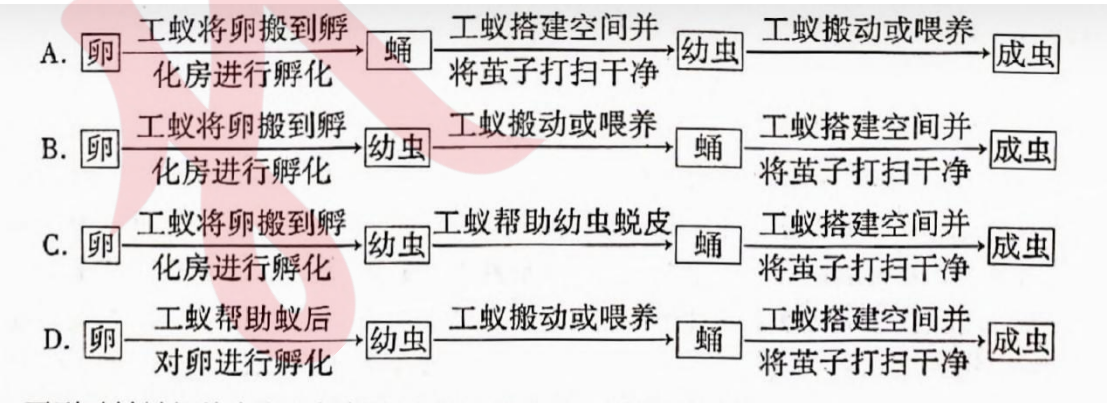 工蚁将卵搬到孵 工蚁搭建空间并 工蚁搬动或喂养
A. 卵 蛹 幼虫 成虫
化房进行孵化 将茧子打扫干净
工蚁将卵搬到孵 工蚁搬动或喂养 工蚁搭建空间并
B. 卵 幼虫 蛹 成虫
化房进行孵化 将茧子打扫干净
工蚁将卵搬到孵 工蚁帮助幼虫蜕皮 工蚁搭建空间并
C. 卵 幼虫 蛹 成虫
化房进行孵化 将茧子打扫干净
工蚁帮助蚁后 工蚁搬动或喂养 工蚁搭建空间并
D. 卵 幼虫 蛹 成虫
对卵进行孵化 将茧子打扫干净